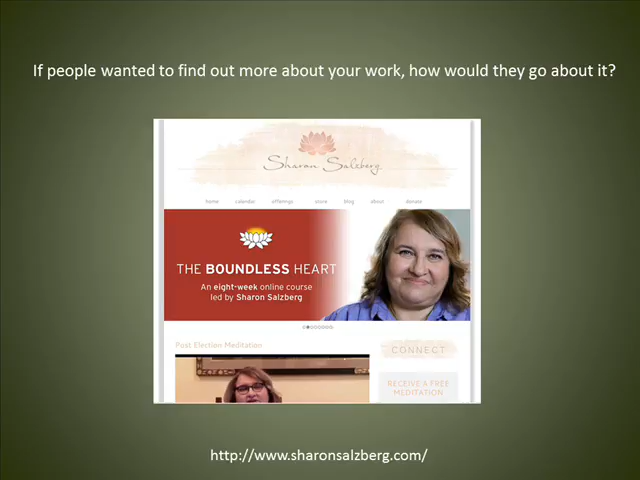 If people wanted to find out more about your work, how would they go about it?
Sharon Salzberg
home calendar offerings store blog about donate
THE BOUNDLESS HEART
An eight-week online course
led by Sharon Salzberg
Post Election Meditation
CONNECT
RECEIVE A FREE
MEDITATION
http://www.sharonsalzberg.com/